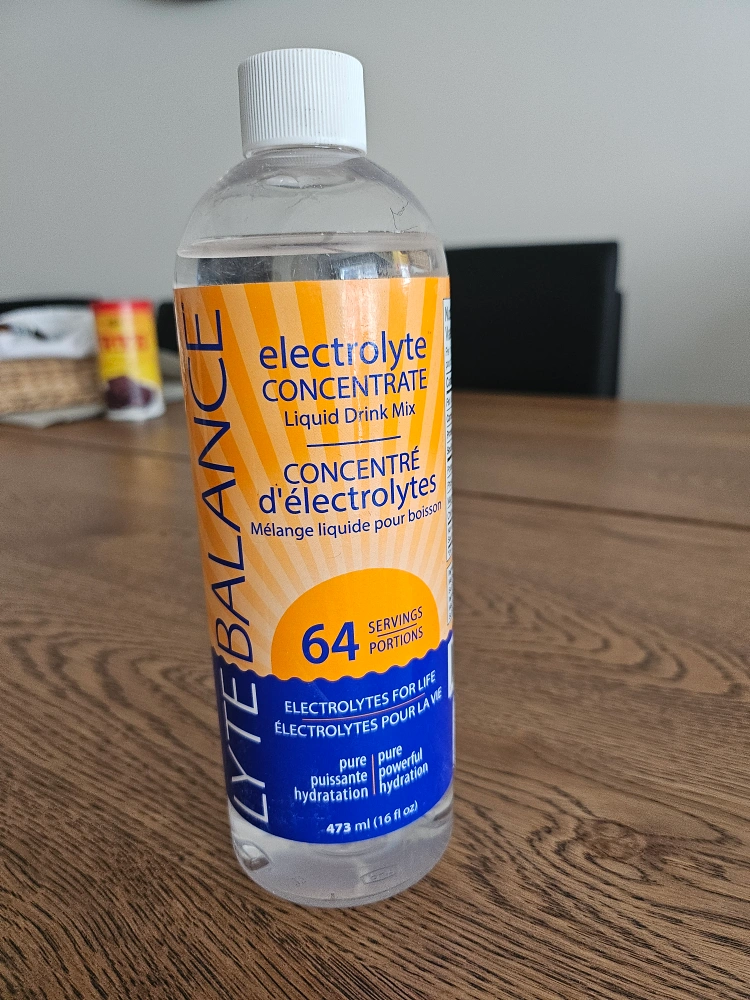 LYTE BALANCE
electrolyte
CONCENTRATE
Liquid Drink Mix
CONCENTRÉ
d'électrolytes
Mélange liquide pour boisson
64 SERVINGS
PORTIONS
ELECTROLYTES FOR LIFE
ÉLECTROLYTES POUR LA VIE
pure
puissante
hydratation
pure
powerful
hydration
473 ml (16 fl oz)